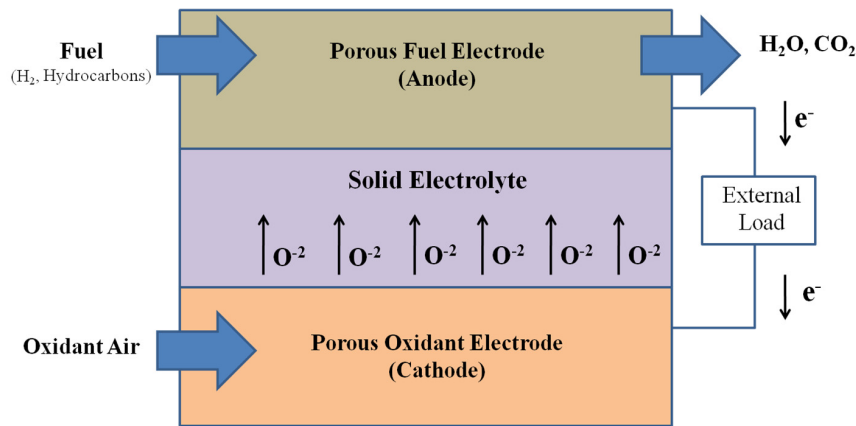 Fuel
(H₂, Hydrocarbons)
Porous Fuel Electrode
(Anode)
H₂O, CO₂
e⁻
Solid Electrolyte
External
Load
O⁻² O⁻² O⁻² O⁻² O⁻² O⁻²
e⁻
Oxidant Air
Porous Oxidant Electrode
(Cathode)